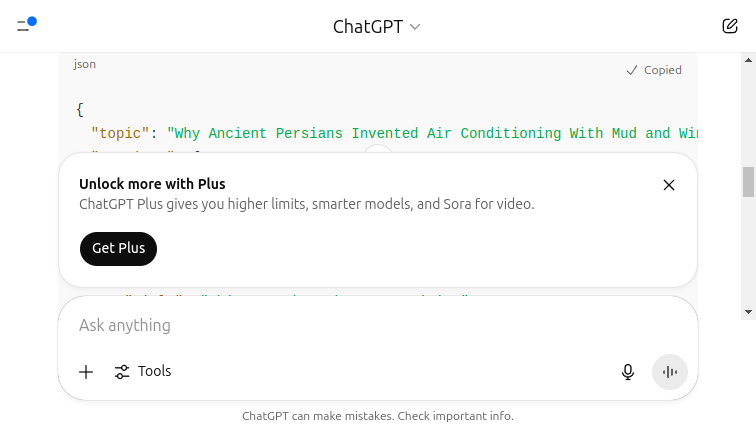 ChatGPT
json
Copied
{
"topic": "Why Ancient Persians Invented Air Conditioning With Mud and
Unlock more with Plus
ChatGPT Plus gives you higher limits, smarter models, and Sora for video.
Get Plus
Ask anything
Tools
ChatGPT can make mistakes. Check important info.